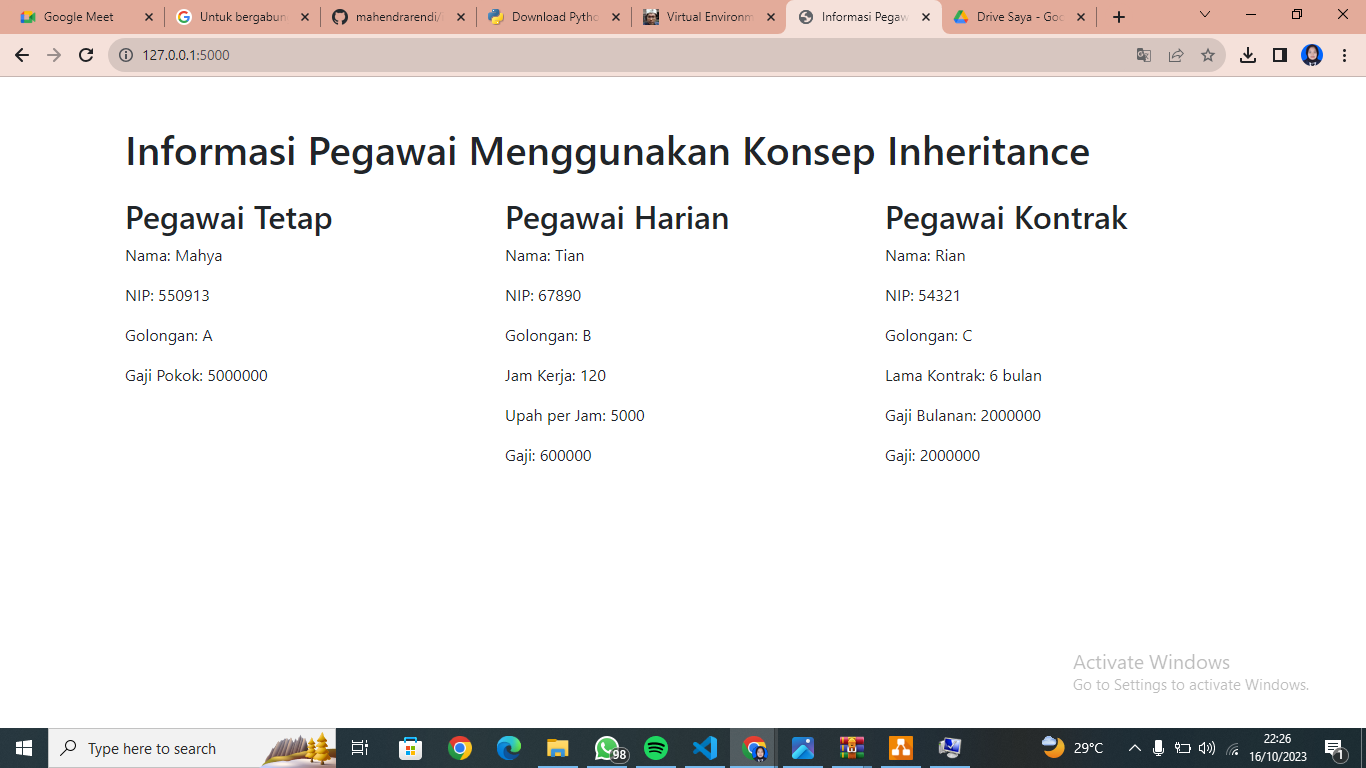 Google Meet
Untuk bergabun
mahendrarendi/
Download Pytho
Virtual Environm
Informasi Pegaw
Drive Saya - Goo
127.0.0.1:5000
Informasi Pegawai Menggunakan Konsep Inheritance
Pegawai Tetap
Nama: Mahya
NIP: 550913
Golongan: A
Gaji Pokok: 5000000
Pegawai Harian
Nama: Tian
NIP: 67890
Golongan: B
Jam Kerja: 120
Upah per Jam: 5000
Gaji: 600000
Pegawai Kontrak
Nama: Rian
NIP: 54321
Golongan: C
Lama Kontrak: 6 bulan
Gaji Bulanan: 2000000
Gaji: 2000000
Activate Windows
Go to Settings to activate Windows.
Type here to search
98
29°C
22:26
16/10/2023
1